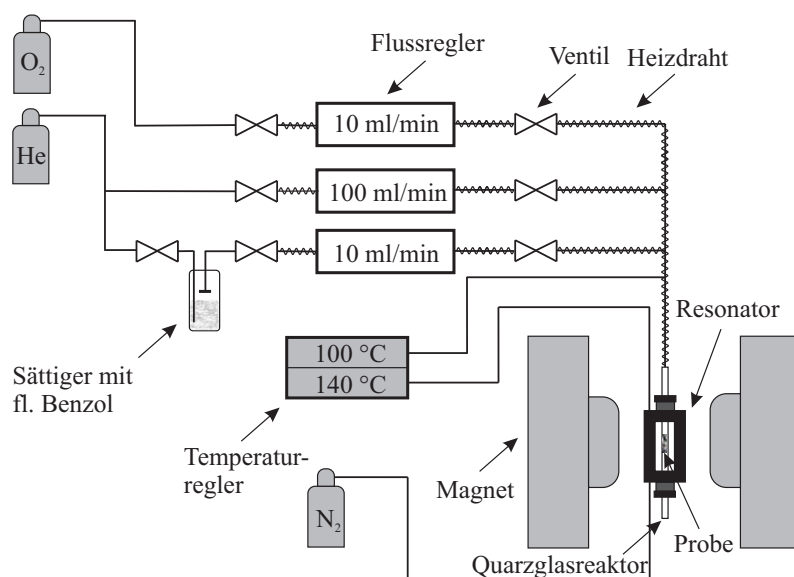 Flussregler
Ventil
Heizdraht
O₂
10 ml/min
He
100 ml/min
10 ml/min
Resonator
Sättiger mit
fl. Benzol
100 °C
140 °C
Temperatur-
regler
Magnet
N₂
Probe
Quarzglasreaktor